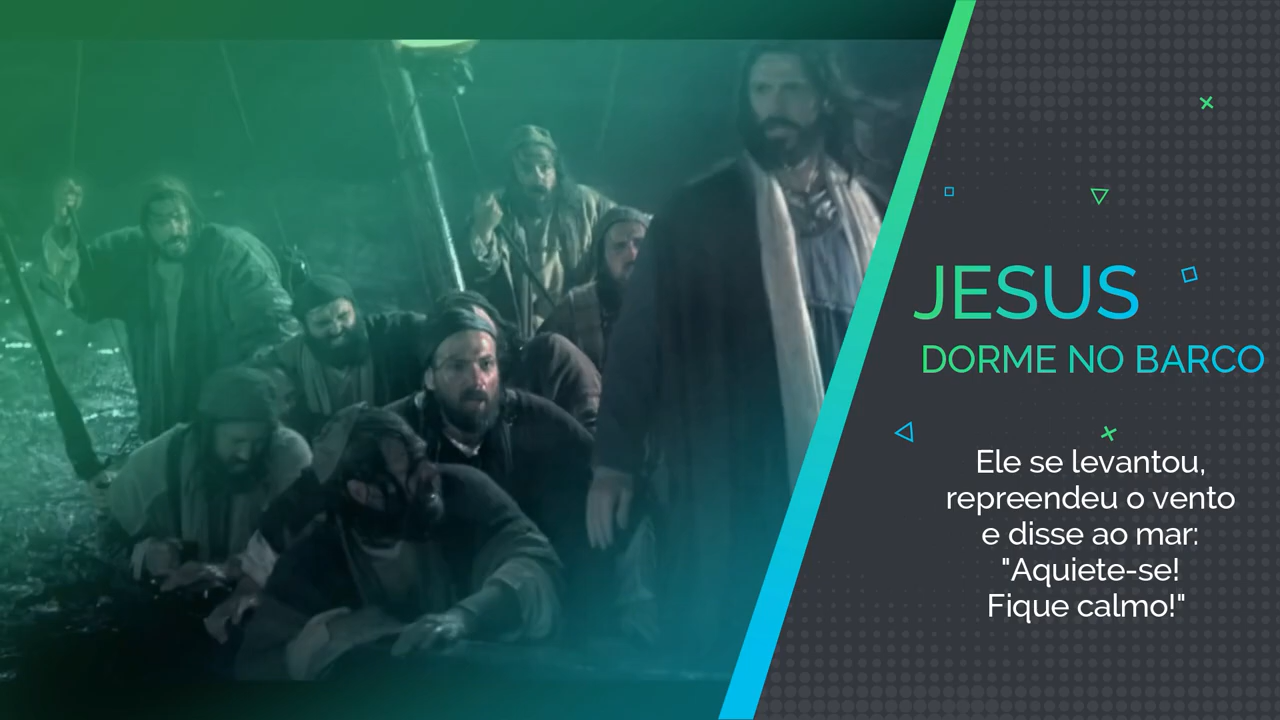 JESUS
DORME NO BARCO
Ele se levantou,
repreendeu o vento
e disse ao mar:
"Aquiete-se!
Fique calmo!"